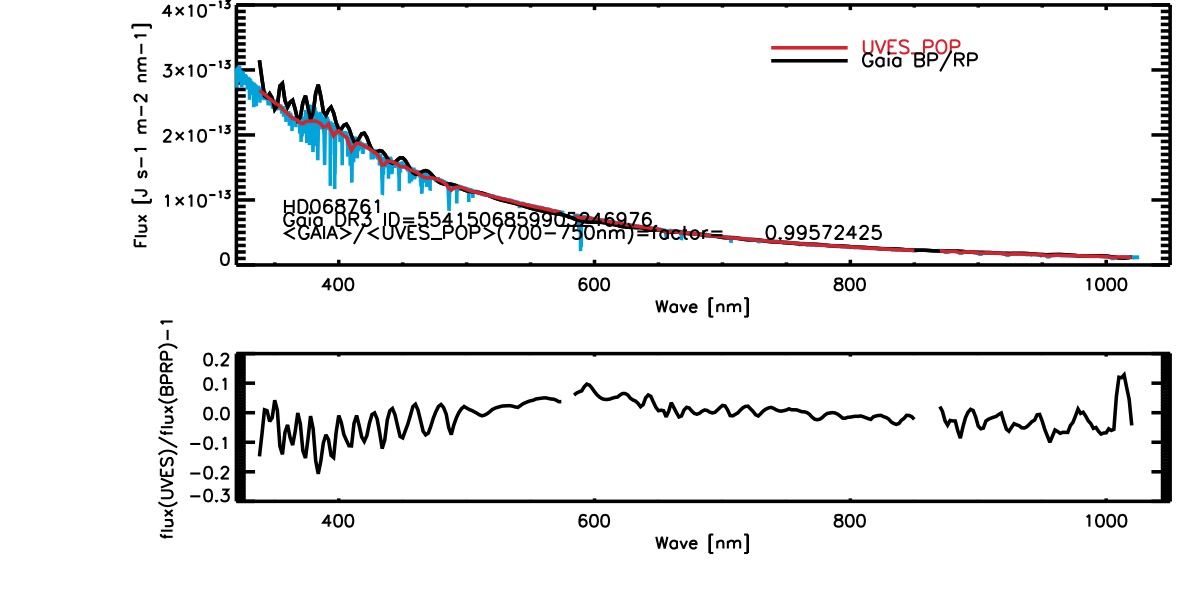 4×10−13
3×10−13
2×10−13
1×10−13
0
Flux [J s−1 m−2 nm−1]
UVES_POP
Gaia BP/RP
HD068761
Gaia DR3 ID=5541506859905246976
<GAIA>/<UVES_POP>(700−750nm)=factor= 0.99572425
400 600 800 1000
Wave [nm]
0.2
0.1
0.0
−0.1
−0.2
−0.3
flux(UVES)/flux(BPRP)−1
400 600 800 1000
Wave [nm]